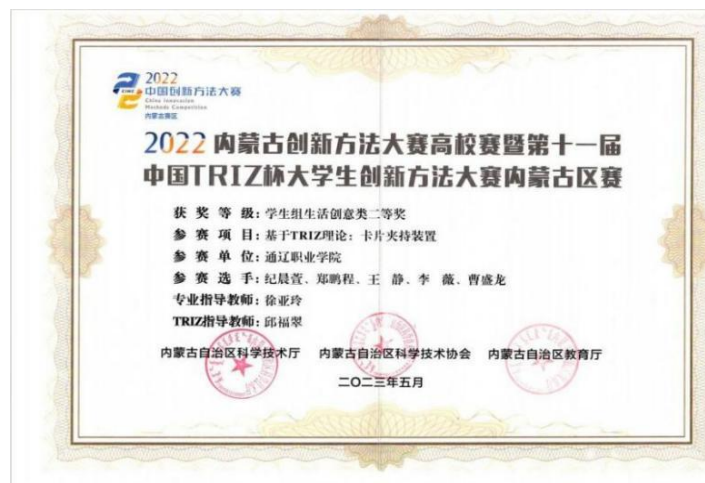 2022
中国创新方法大赛
China Innovation
Methods Competition
内蒙古赛区
2022 内蒙古创新方法大赛高校赛暨第十一届
中国TRIZ杯大学生创新方法大赛内蒙古区赛
获奖等级：学生组生活创意类二等奖
参赛项目：基于TRIZ理论：卡片夹持装置
参赛单位：通辽职业学院
参赛选手：纪晨萱、郑鹏程、王 静、李 薇、曹盛龙
专业指导教师：徐亚玲
TRIZ指导教师：邱福翠
内蒙古自治区科学技术厅 内蒙古自治区科学技术协会 内蒙古自治区教育厅
二〇二三年五月